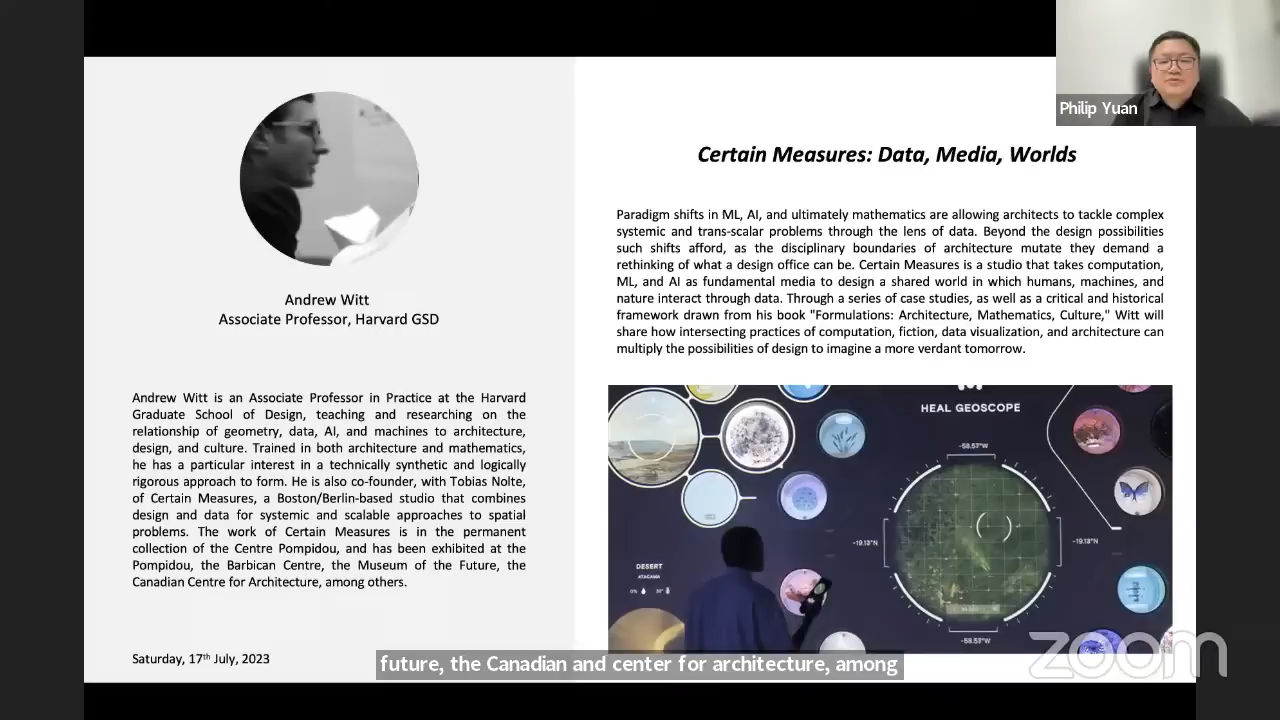 Philip Yuan
Andrew Witt
Associate Professor, Harvard GSD
Andrew Witt is an Associate Professor in Practice at the Harvard
Graduate School of Design, teaching and researching on the
relationship of geometry, data, AI, and machines to architecture,
design, and culture. Trained in both architecture and mathematics,
he has a particular interest in a technically synthetic and logically
rigorous approach to form. He is also co-founder, with Tobias Nolte,
of Certain Measures, a Boston/Berlin-based studio that combines
design and data for systemic and scalable approaches to spatial
problems. The work of Certain Measures is in the permanent
collection of the Centre Pompidou, and has been exhibited at the
Pompidou, the Barbican Centre, the Museum of the Future, the
Canadian Centre for Architecture, among others.
Saturday, 17th July, 2023
Certain Measures: Data, Media, Worlds
Paradigm shifts in ML, AI, and ultimately mathematics are allowing architects to tackle complex
systemic and trans-scalar problems through the lens of data. Beyond the design possibilities
such shifts afford, as the disciplinary boundaries of architecture mutate they demand a
rethinking of what a design office can be. Certain Measures is a studio that takes computation,
ML, and AI as fundamental media to design a shared world in which humans, machines, and
nature interact through data. Through a series of case studies, as well as a critical and historical
framework drawn from his book "Formulations: Architecture, Mathematics, Culture," Witt will
share how intersecting practices of computation, fiction, data visualization, and architecture can
multiply the possibilities of design to imagine a more verdant tomorrow.
HEAL GEOSCOPE
-58.57°W
-19.13°N
-19.13°N
DESERT
ATACAMA
0%
-58.57°W
future, the Canadian and center for architecture, among
zoom